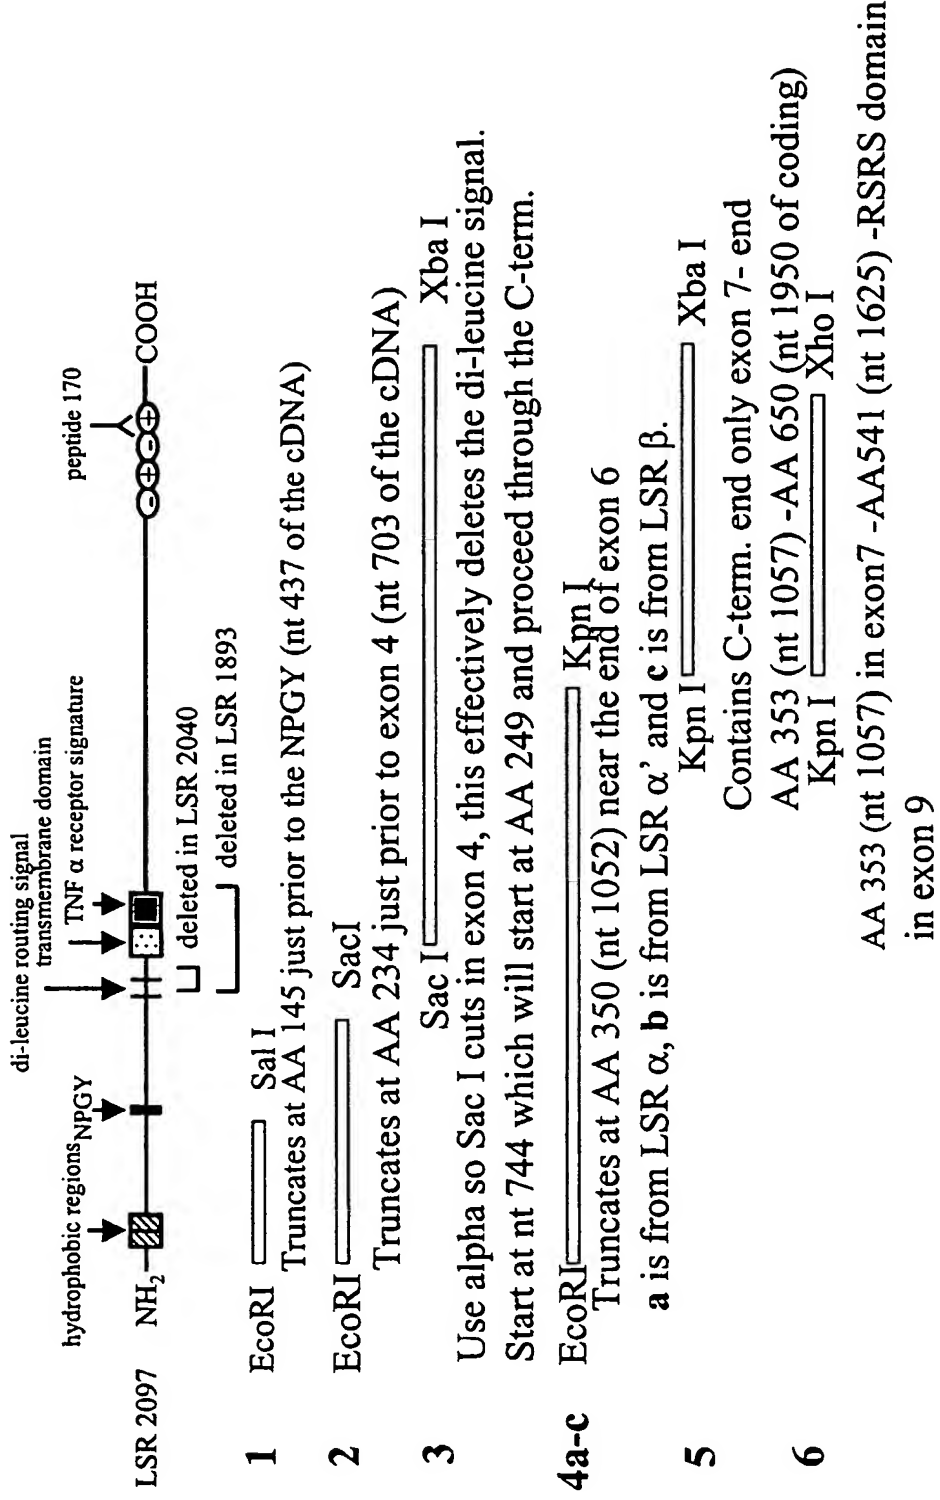 di-leucine routing signal
transmembrane domain
TNF α receptor signature
hydrophobic regions
NPGY
peptide 170
LSR 2097
NH2
COOH
deleted in LSR 2040
deleted in LSR 1893
1
EcoRI
Sal I
Truncates at AA 145 just prior to the NPGY (nt 437 of the cDNA)
2
EcoRI
SacI
Truncates at AA 234 just prior to exon 4 (nt 703 of the cDNA)
3
Sac I
Xba I
Use alpha so Sac I cuts in exon 4, this effectively deletes the di-leucine signal.
Start at nt 744 which will start at AA 249 and proceed through the C-term.
4a-c
EcoRI
Kpn I
Truncates at AA 350 (nt 1052) near the end of exon 6
a is from LSR α, b is from LSR α' and c is from LSR β.
5
Kpn I
Xba I
Contains C-term. end only exon 7- end
AA 353 (nt 1057) -AA 650 (nt 1950 of coding)
6
Kpn I
Xho I
AA 353 (nt 1057) in exon7 -AA541 (nt 1625) -RSRS domain
in exon 9